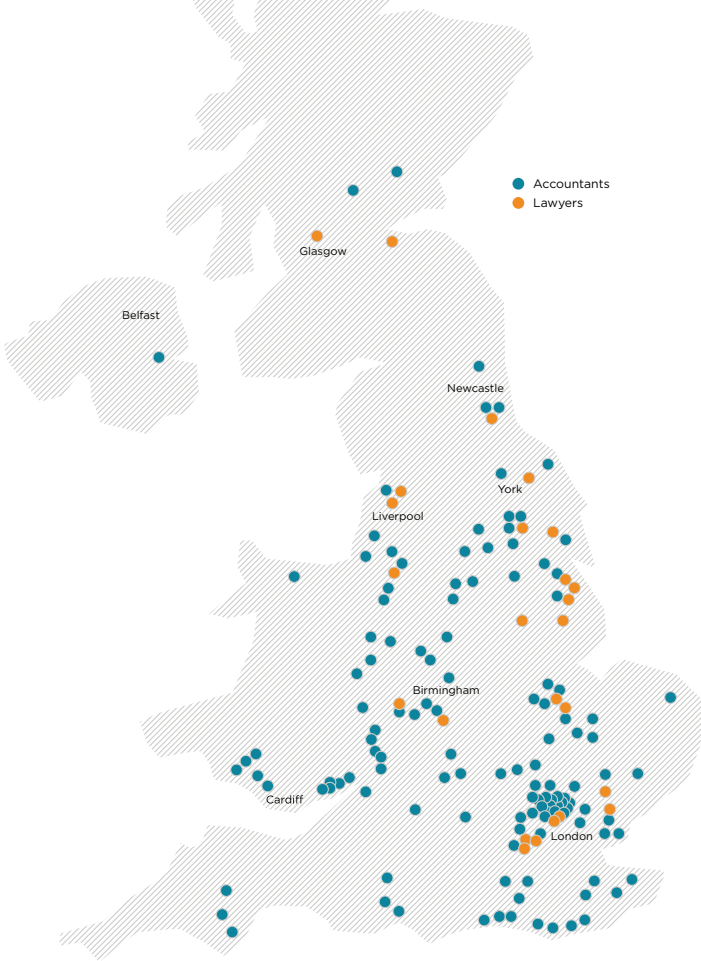 Accountants
Lawyers
Glasgow
Belfast
Newcastle
York
Liverpool
Birmingham
Cardiff
London